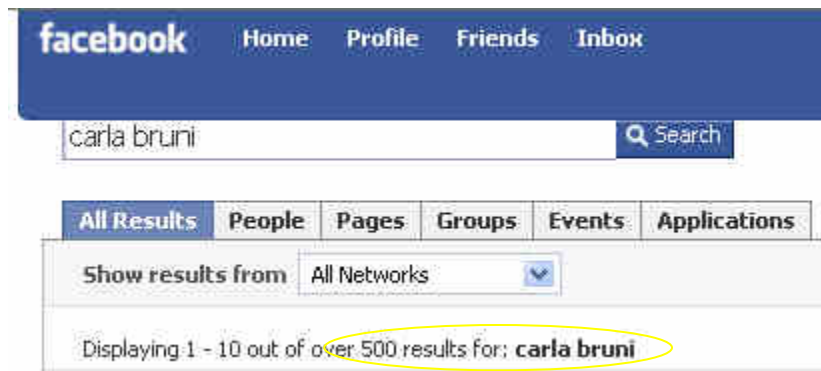 facebook Home Profile Friends Inbox
carla bruni Search
All Results People Pages Groups Events Applications
Show results from All Networks
Displaying 1 - 10 out of over 500 results for: carla bruni